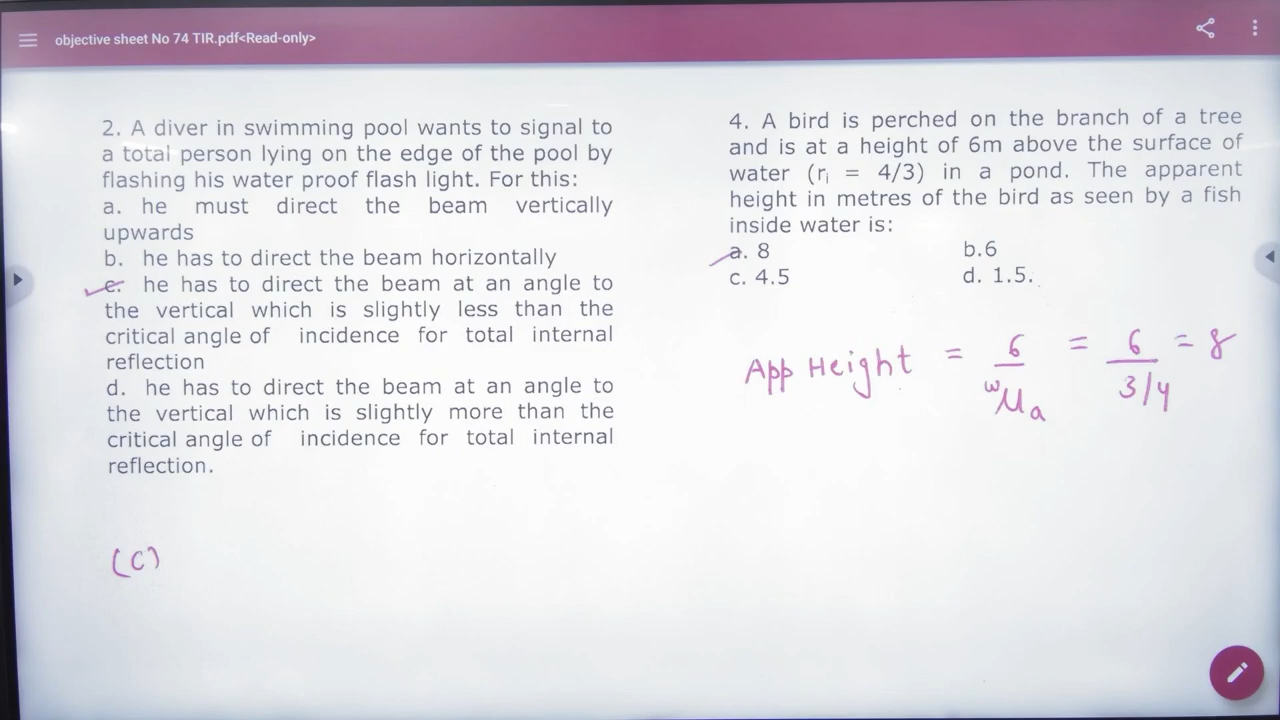 objective sheet No 74 TIR.pdf<Read-only>
2. A diver in swimming pool wants to signal to
a total person lying on the edge of the pool by
flashing his water proof flash light. For this:
a. he must direct the beam vertically
upwards
b. he has to direct the beam horizontally
c. he has to direct the beam at an angle to
the vertical which is slightly less than the
critical angle of incidence for total internal
reflection
d. he has to direct the beam at an angle to
the vertical which is slightly more than the
critical angle of incidence for total internal
reflection.
(C)
4. A bird is perched on the branch of a tree
and is at a height of 6m above the surface of
water (rᵢ = 4/3) in a pond. The apparent
height in metres of the bird as seen by a fish
inside water is:
a. 8 b.6
c. 4.5 d. 1.5.
App Height = 6/ʷμₐ = 6/(3/4) = 8